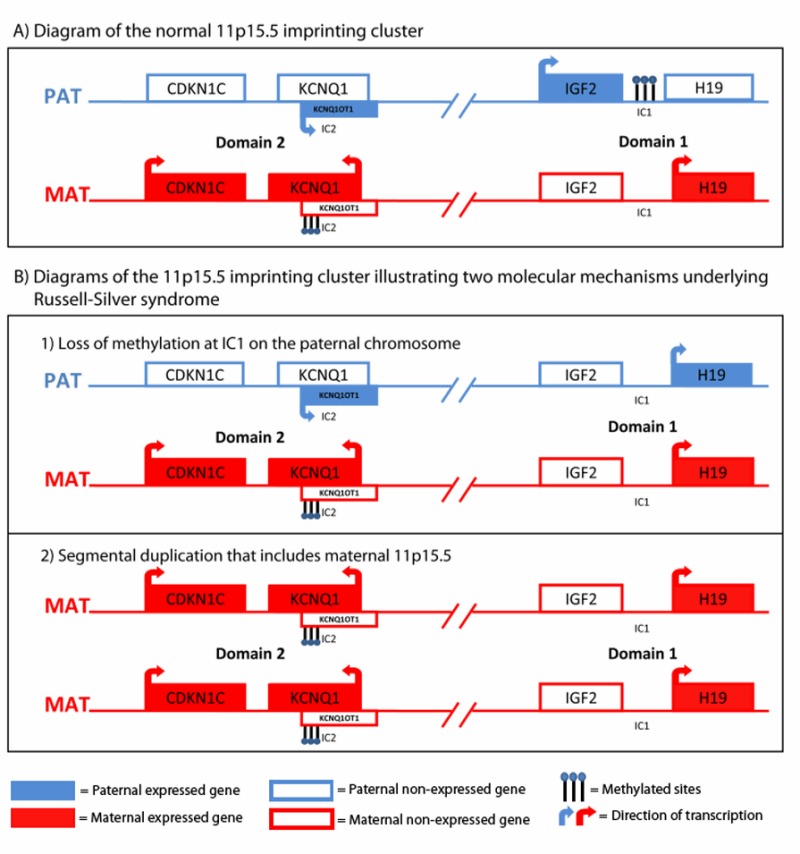 A) Diagram of the normal 11p15.5 imprinting cluster
PAT CDKN1C KCNQ1 IGF2 H19
KCNQ1OT1
IC2 IC1
Domain 2 Domain 1
MAT CDKN1C KCNQ1 IGF2 H19
KCNQ1OT1
IC2 IC1
B) Diagrams of the 11p15.5 imprinting cluster illustrating two molecular mechanisms underlying
Russell-Silver syndrome
1) Loss of methylation at IC1 on the paternal chromosome
PAT CDKN1C KCNQ1 IGF2 H19
KCNQ1OT1
IC2 IC1
Domain 2 Domain 1
MAT CDKN1C KCNQ1 IGF2 H19
KCNQ1OT1
IC2 IC1
2) Segmental duplication that includes maternal 11p15.5
MAT CDKN1C KCNQ1 IGF2 H19
KCNQ1OT1
IC2 IC1
Domain 2 Domain 1
MAT CDKN1C KCNQ1 IGF2 H19
KCNQ1OT1
IC2 IC1
= Paternal expressed gene = Paternal non-expressed gene = Methylated sites
= Maternal expressed gene = Maternal non-expressed gene = Direction of transcription